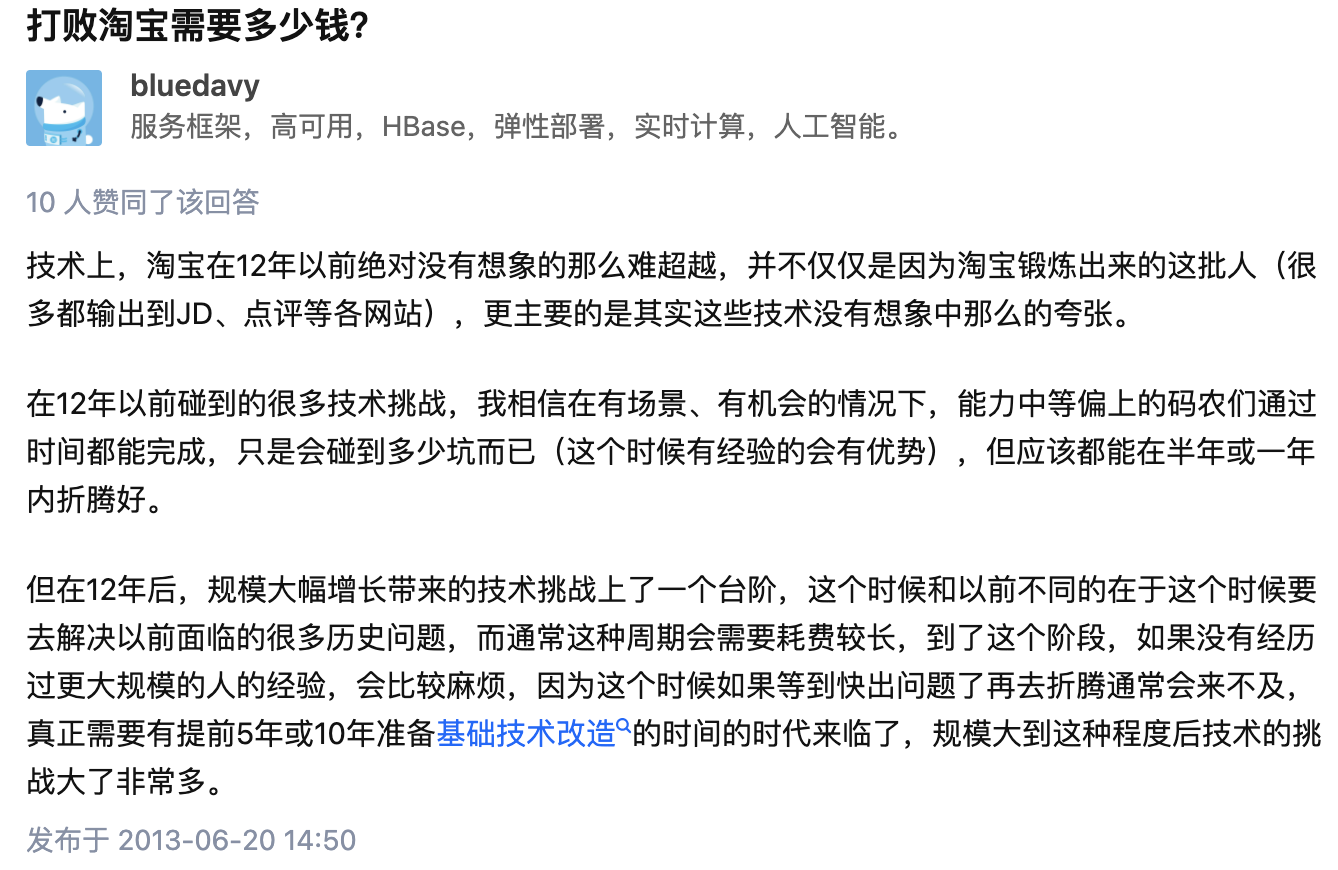 打败淘宝需要多少钱?
bluedavy
服务框架，高可用，HBase，弹性部署，实时计算，人工智能。
10 人赞同了该回答
技术上，淘宝在12年以前绝对没有想象的那么难超越，并不仅仅是因为淘宝锻炼出来的这批人（很
多都输出到JD、点评等各网站），更主要的是其实这些技术没有想象中那么的夸张。
在12年以前碰到的很多技术挑战，我相信在有场景、有机会的情况下，能力中等偏上的码农们通过
时间都能完成，只是会碰到多少坑而已（这个时候有经验的会有优势），但应该都能在半年或一年
内折腾好。
但在12年后，规模大幅增长带来的技术挑战上了一个台阶，这个时候和以前不同的在于这个时候要
去解决以前面临的很多历史问题，而通常这种周期会需要耗费较长，到了这个阶段，如果没有经历
过更大规模的人的经验，会比较麻烦，因为这个时候如果等到快出问题了再去折腾通常会来不及，
真正需要有提前5年或10年准备基础技术改造的时间的时代来临了，规模大到这种程度后技术的挑
战大了非常多。
发布于 2013-06-20 14:50